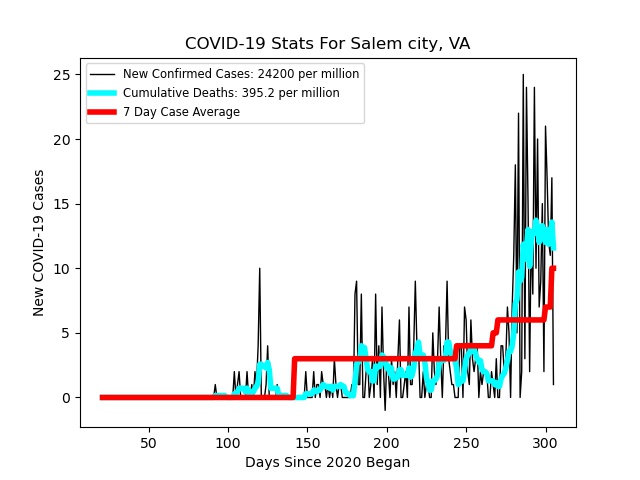 COVID-19 Stats For Salem city, VA
New Confirmed Cases: 24200 per million
Cumulative Deaths: 395.2 per million
7 Day Case Average
New COVID-19 Cases
25
20
15
10
5
0
50 100 150 200 250 300
Days Since 2020 Began